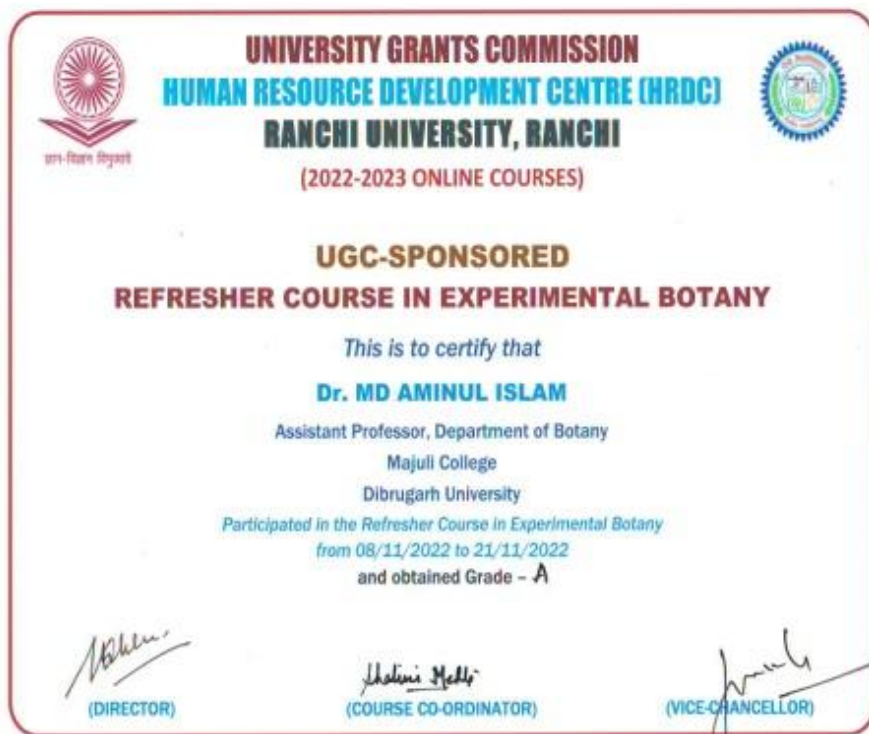 UNIVERSITY GRANTS COMMISSION
HUMAN RESOURCE DEVELOPMENT CENTRE (HRDC)
RANCHI UNIVERSITY, RANCHI
(2022-2023 ONLINE COURSES)
ज्ञान-विज्ञान विमुक्तये
UGC-SPONSORED
REFRESHER COURSE IN EXPERIMENTAL BOTANY
This is to certify that
Dr. MD AMINUL ISLAM
Assistant Professor, Department of Botany
Majuli College
Dibrugarh University
Participated in the Refresher Course in Experimental Botany
from 08/11/2022 to 21/11/2022
and obtained Grade – A
(DIRECTOR)
(COURSE CO-ORDINATOR)
(VICE-CHANCELLOR)